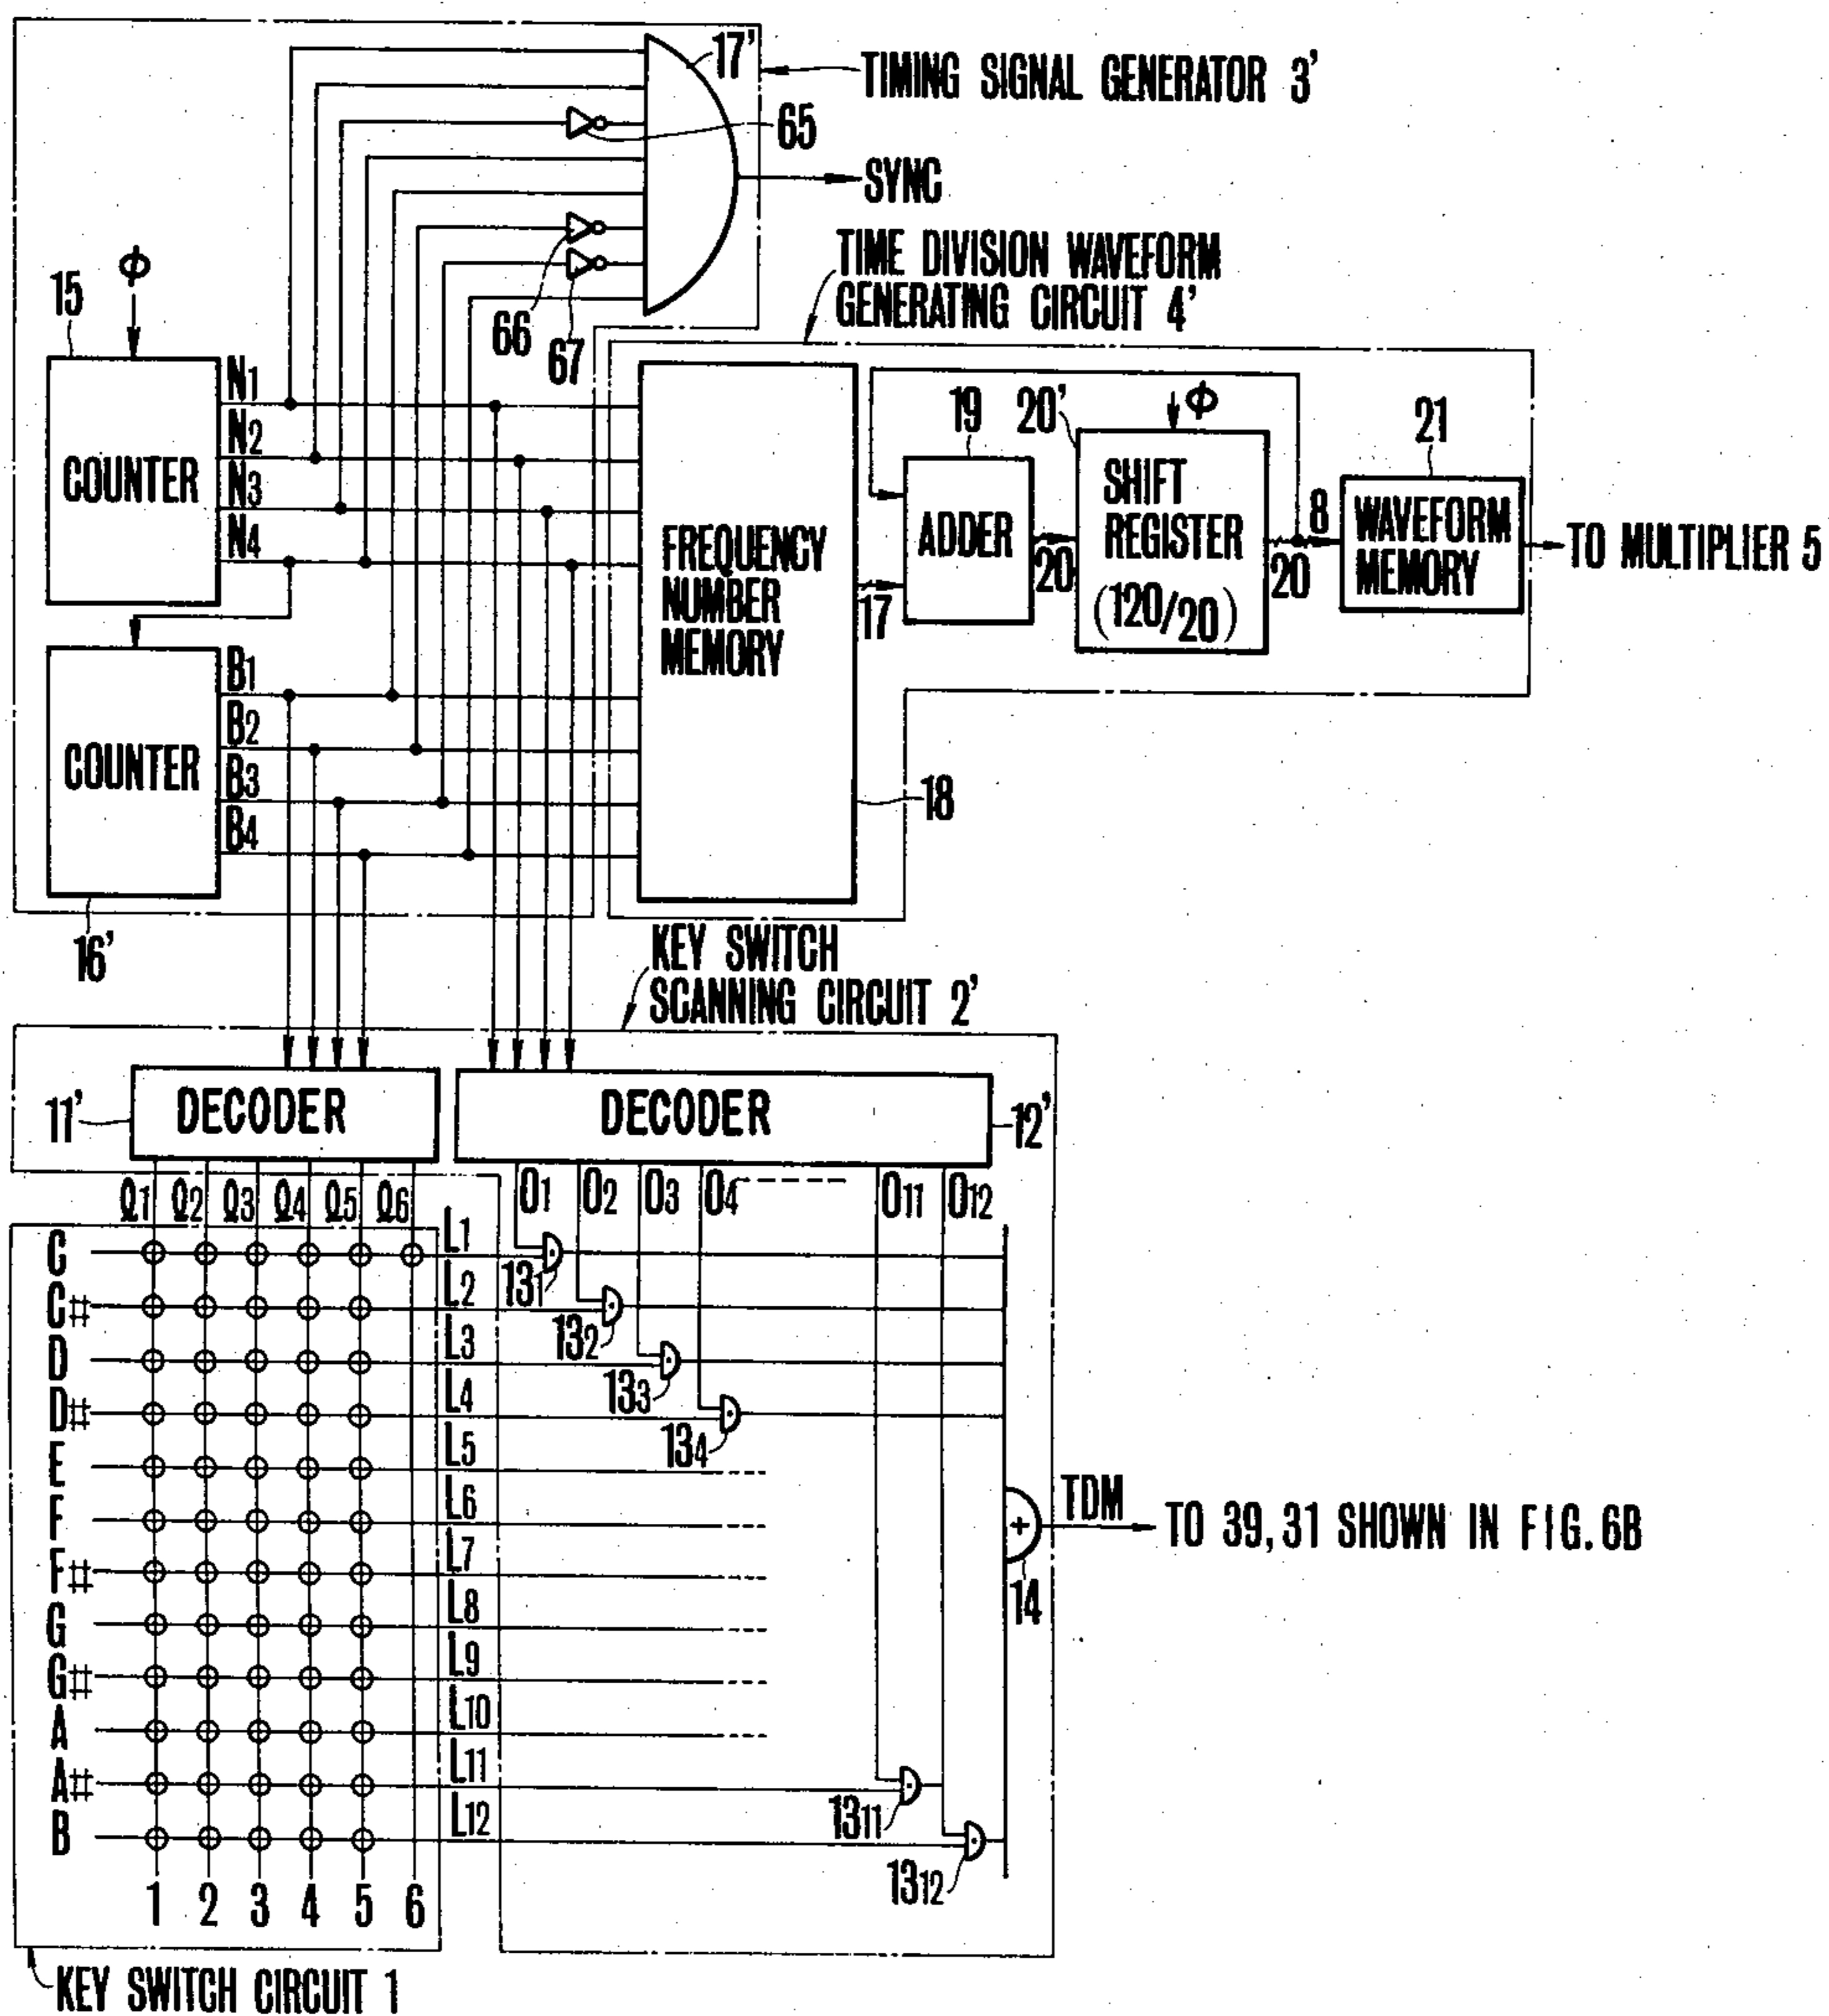 17'
TIMING SIGNAL GENERATOR 3'
65
SYNC
TIME DIVISION WAVEFORM
GENERATING CIRCUIT 4'
ϕ
15
66
67
N1
N2
COUNTER
N3
N4
19
20'
ϕ
21
SHIFT
REGISTER
(120/20)
ADDER
8
WAVEFORM
MEMORY
TO MULTIPLIER 5
FREQUENCY
NUMBER
MEMORY
17
20
20
B1
B2
COUNTER
B3
B4
18
16'
KEY SWITCH
SCANNING CIRCUIT 2'
11'
DECODER
DECODER
12'
Q1 Q2 Q3 Q4 Q5 Q6
O1 O2 O3 O4 O11 O12
C L1
131
C# L2
132
D L3
133
D# L4
134
E L5
F L6
TDM
TO 39, 31 SHOWN IN FIG. 6B
+
14
F# L7
G L8
G# L9
A L10
A# L11
1311
B L12
1312
1 2 3 4 5 6
KEY SWITCH CIRCUIT 1